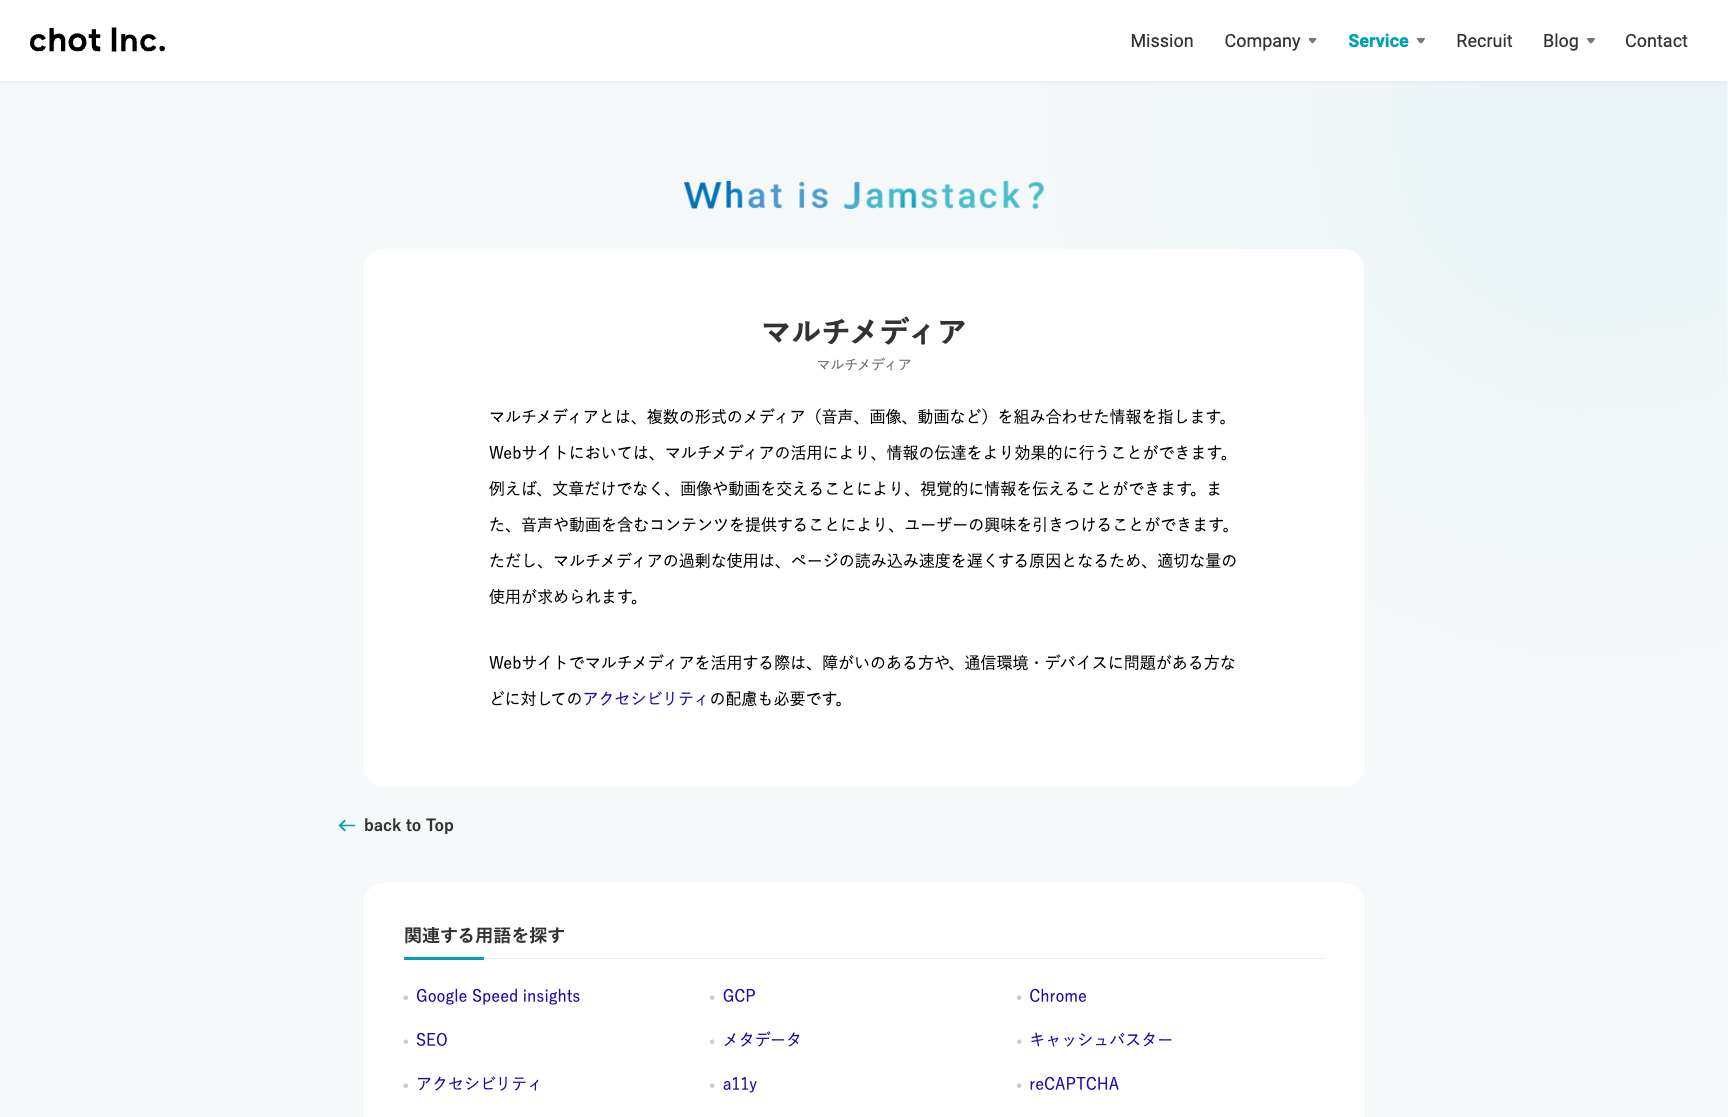 chot Inc.
Mission Company Service Recruit Blog Contact
What is Jamstack?
マルチメディア
マルチメディア
マルチメディアとは、複数の形式のメディア（音声、画像、動画など）を組み合わせた情報を指します。
Webサイトにおいては、マルチメディアの活用により、情報の伝達をより効果的に行うことができます。
例えば、文章だけでなく、画像や動画を交えることにより、視覚的に情報を伝えることができます。ま
た、音声や動画を含むコンテンツを提供することにより、ユーザーの興味を引きつけることができます。
ただし、マルチメディアの過剰な使用は、ページの読み込み速度を遅くする原因となるため、適切な量の
使用が求められます。
Webサイトでマルチメディアを活用する際は、障がいのある方や、通信環境・デバイスに問題がある方な
どに対してのアクセシビリティの配慮も必要です。
back to Top
関連する用語を探す
Google Speed insights
GCP
Chrome
SEO
メタデータ
キャッシュバスター
アクセシビリティ
a11y
reCAPTCHA